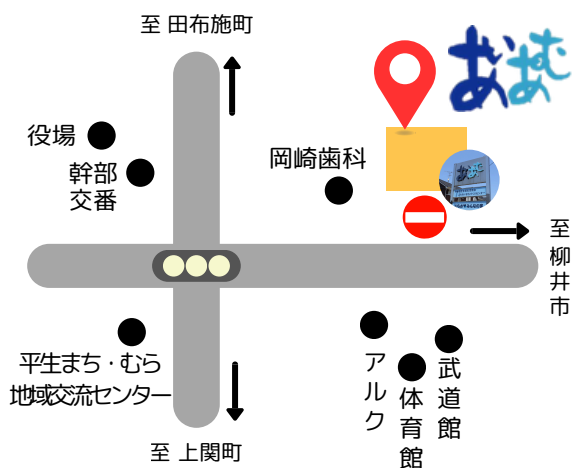 至 田布施町
役場
幹部
交番
岡崎歯科
至
柳
井
市
平生まち・むら
地域交流センター
アルク
体育館
武道館
至 上関町